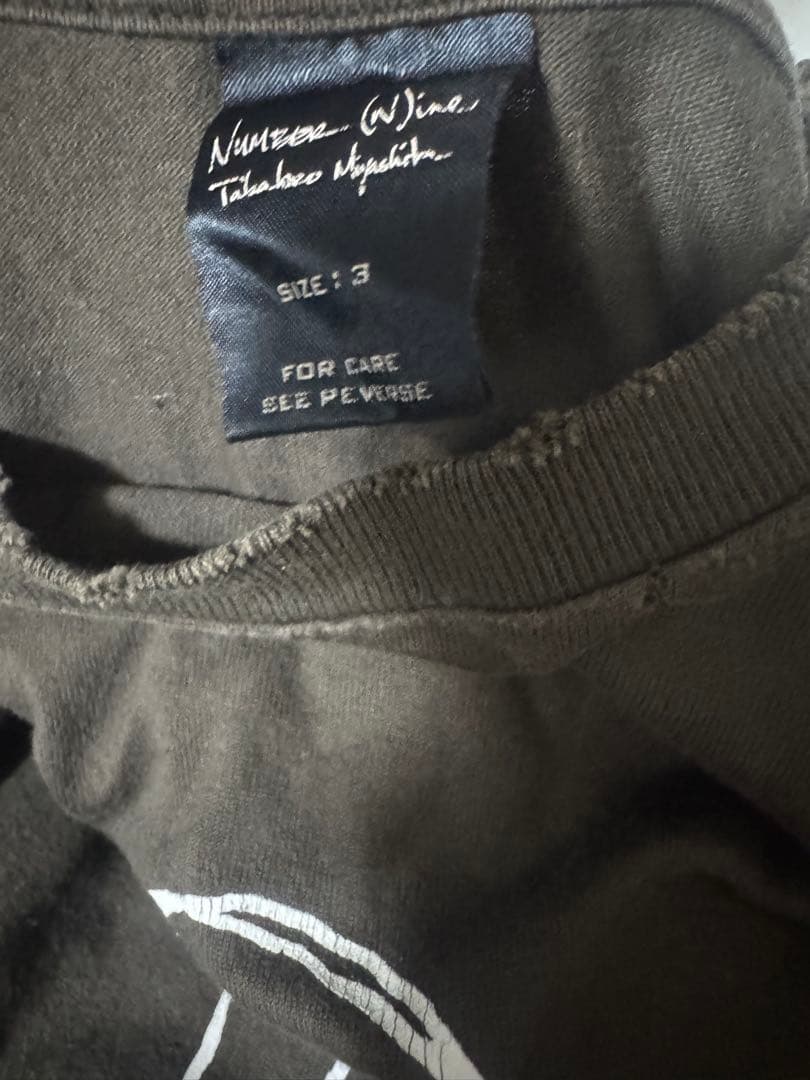 NUMBER (N)ine
Takahiro Miyashita
SIZE : 3
FOR CARE
SEE REVERSE